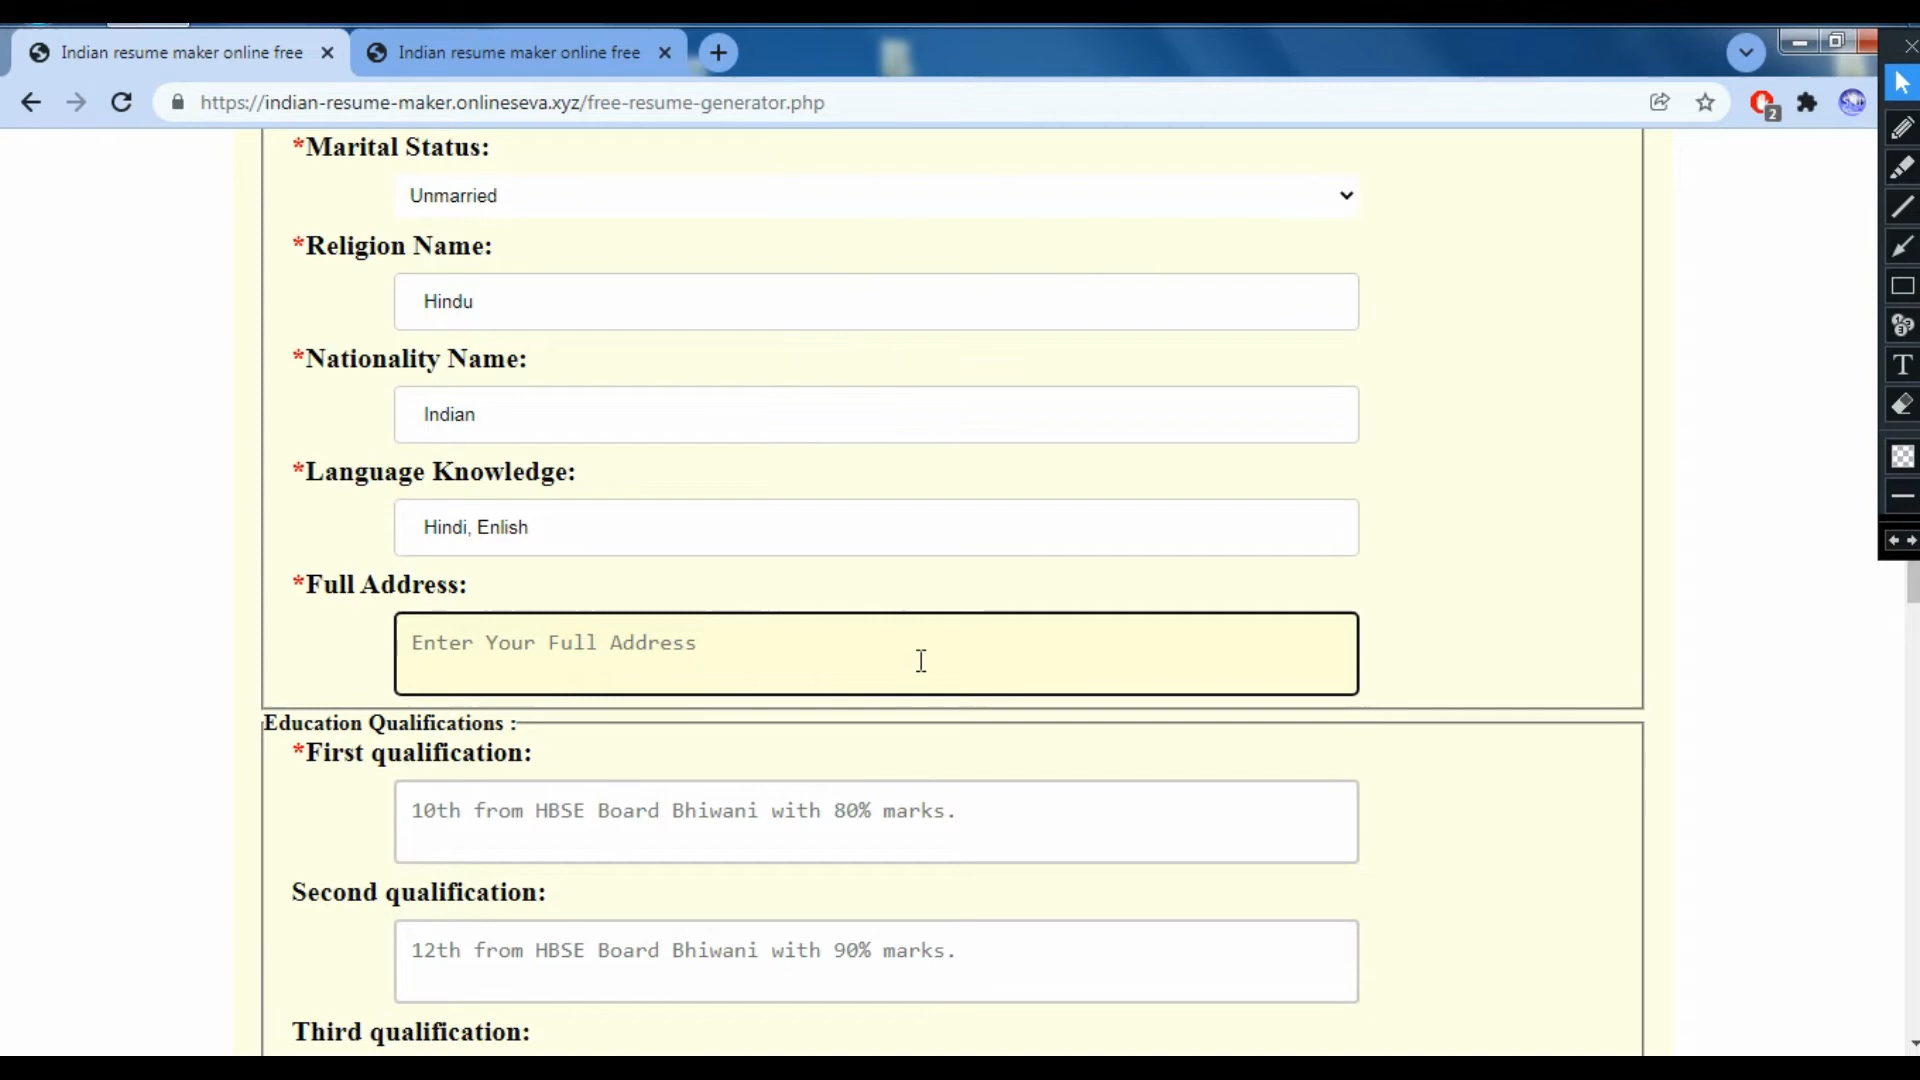 Indian resume maker online free
Indian resume maker online free
https://indian-resume-maker.onlineseva.xyz/free-resume-generator.php
2
*Marital Status:
Unmarried
*Religion Name:
Hindu
*Nationality Name:
Indian
*Language Knowledge:
Hindi, Enlish
*Full Address:
Enter Your Full Address
Education Qualifications :
*First qualification:
10th from HBSE Board Bhiwani with 80% marks.
Second qualification:
12th from HBSE Board Bhiwani with 90% marks.
Third qualification:
T